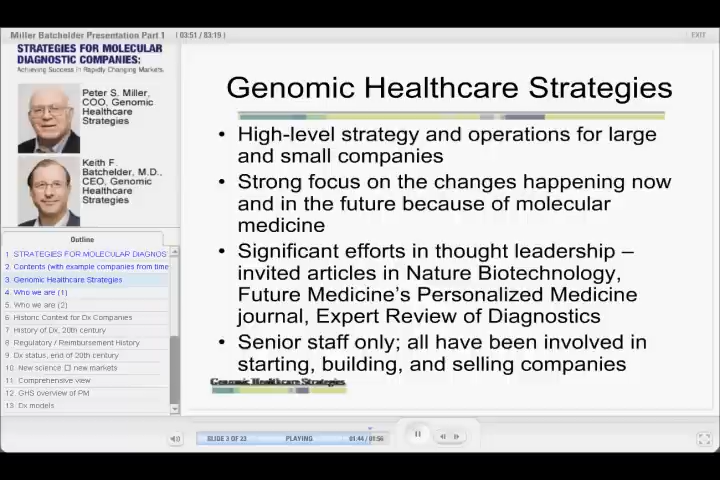 Miller Batchelder Presentation Part 1 ( 03:51 / 03:19 )
EXIT
STRATEGIES FOR MOLECULAR
DIAGNOSTIC COMPANIES:
Achieving Success in Rapidly Changing Markets
Peter S. Miller,
COO, Genomic
Healthcare
Strategies
Keith F.
Batchelder, M.D.,
CEO, Genomic
Healthcare
Strategies
Outline
1. STRATEGIES FOR MOLECULAR DIAGNOS
2. Contents (with example companies from time
3. Genomic Healthcare Strategies
4. Who we are (1)
5. Who we are (2)
6. Historic Context for Dx Companies
7. History of Dx, 20th century
8. Regulatory / Reimbursement History
9. Dx status, end of 20th century
10. New science □ new markets
11. Comprehensive view
12. GHS overview of PM
13. Dx models
Genomic Healthcare Strategies
• High-level strategy and operations for large
and small companies
• Strong focus on the changes happening now
and in the future because of molecular
medicine
• Significant efforts in thought leadership –
invited articles in Nature Biotechnology,
Future Medicine's Personalized Medicine
journal, Expert Review of Diagnostics
• Senior staff only; all have been involved in
starting, building, and selling companies
Genomic Healthcare Strategies
SLIDE 3 OF 23 PLAYING 01:44 / 01:56